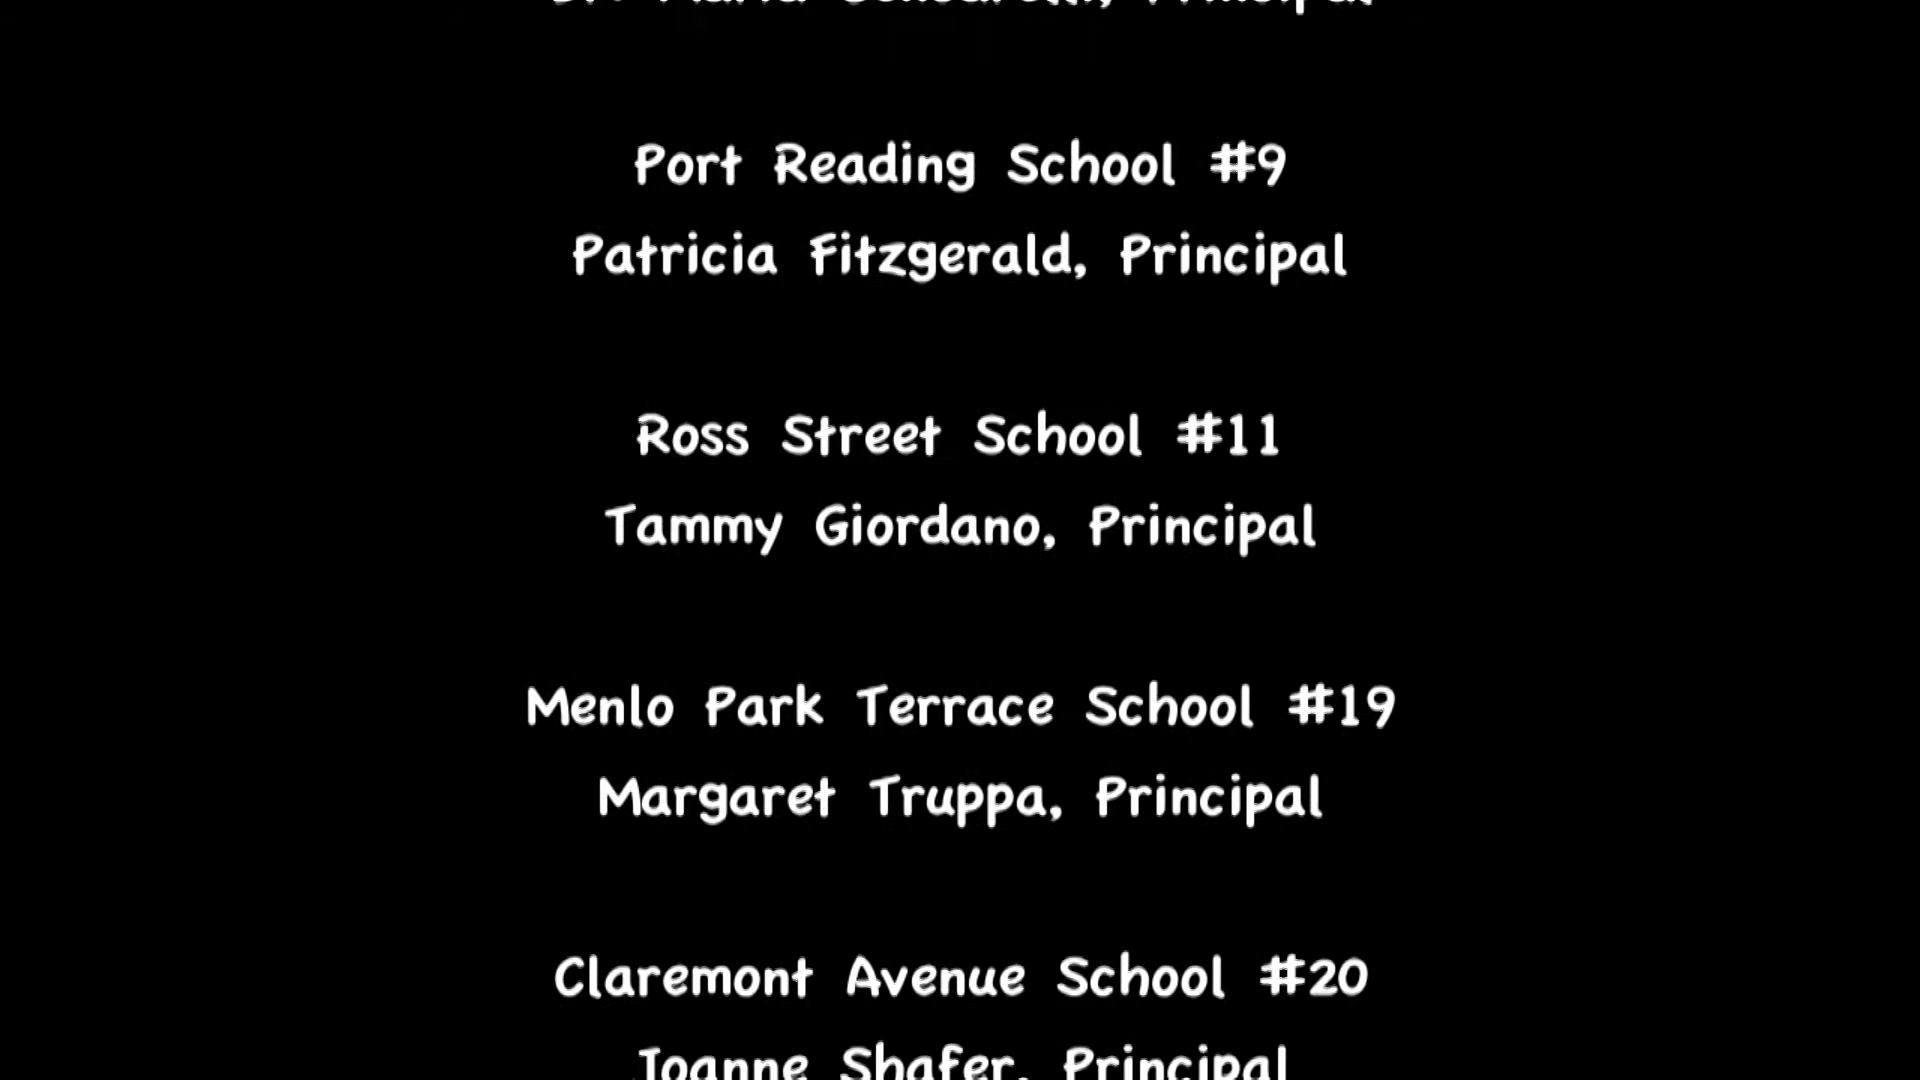 Principal
Port Reading School #9
Patricia Fitzgerald, Principal
Ross Street School #11
Tammy Giordano, Principal
Menlo Park Terrace School #19
Margaret Truppa, Principal
Claremont Avenue School #20
Joanne Shafer, Principal